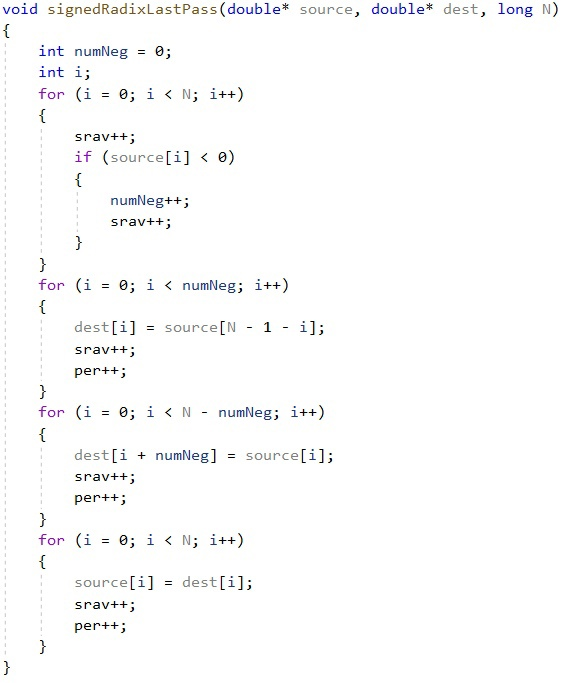 void signedRadixLastPass(double* source, double* dest, long N)
{
    int numNeg = 0;
    int i;
    for (i = 0; i < N; i++)
    {
        srav++;
        if (source[i] < 0)
        {
            numNeg++;
            srav++;
        }
    }
    for (i = 0; i < numNeg; i++)
    {
        dest[i] = source[N - 1 - i];
        srav++;
        per++;
    }
    for (i = 0; i < N - numNeg; i++)
    {
        dest[i + numNeg] = source[i];
        srav++;
        per++;
    }
    for (i = 0; i < N; i++)
    {
        source[i] = dest[i];
        srav++;
        per++;
    }
}